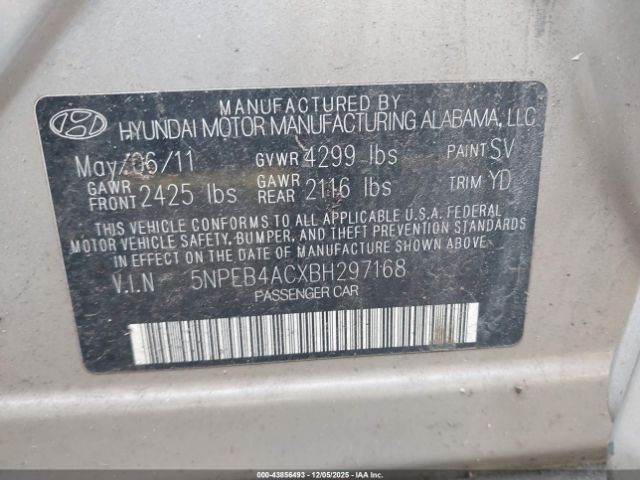 MANUFACTURED BY
HYUNDAI MOTOR MANUFACTURING ALABAMA, LLC
May/06/11 GVWR 4299 lbs PAINT SV
GAWR FRONT 2425 lbs GAWR REAR 2116 lbs TRIM YD
THIS VEHICLE CONFORMS TO ALL APPLICABLE U.S.A. FEDERAL
MOTOR VEHICLE SAFETY, BUMPER, AND THEFT PREVENTION STANDARDS
IN EFFECT ON THE DATE OF MANUFACTURE SHOWN ABOVE
V.I.N 5NPEB4ACXBH297168
PASSENGER CAR
000-43856493 - 12/05/2025 - IAA Inc. - Copyright